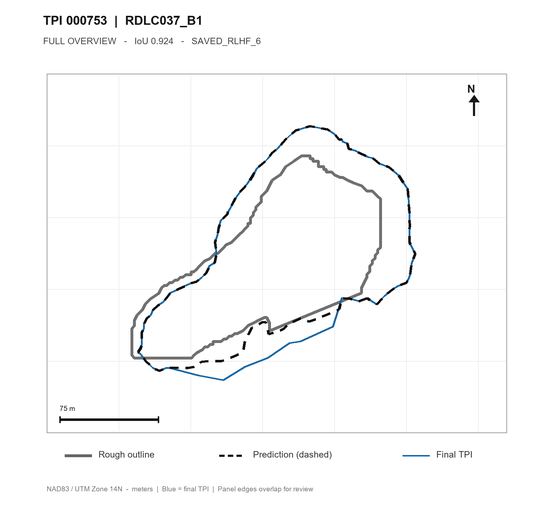 TPI 000753 | RDLC037_B1
FULL OVERVIEW - IoU 0.924 - SAVED_RLHF_6
N
75 m
Rough outline
Prediction (dashed)
Final TPI
NAD83 / UTM Zone 14N - meters | Blue = final TPI | Panel edges overlap for review